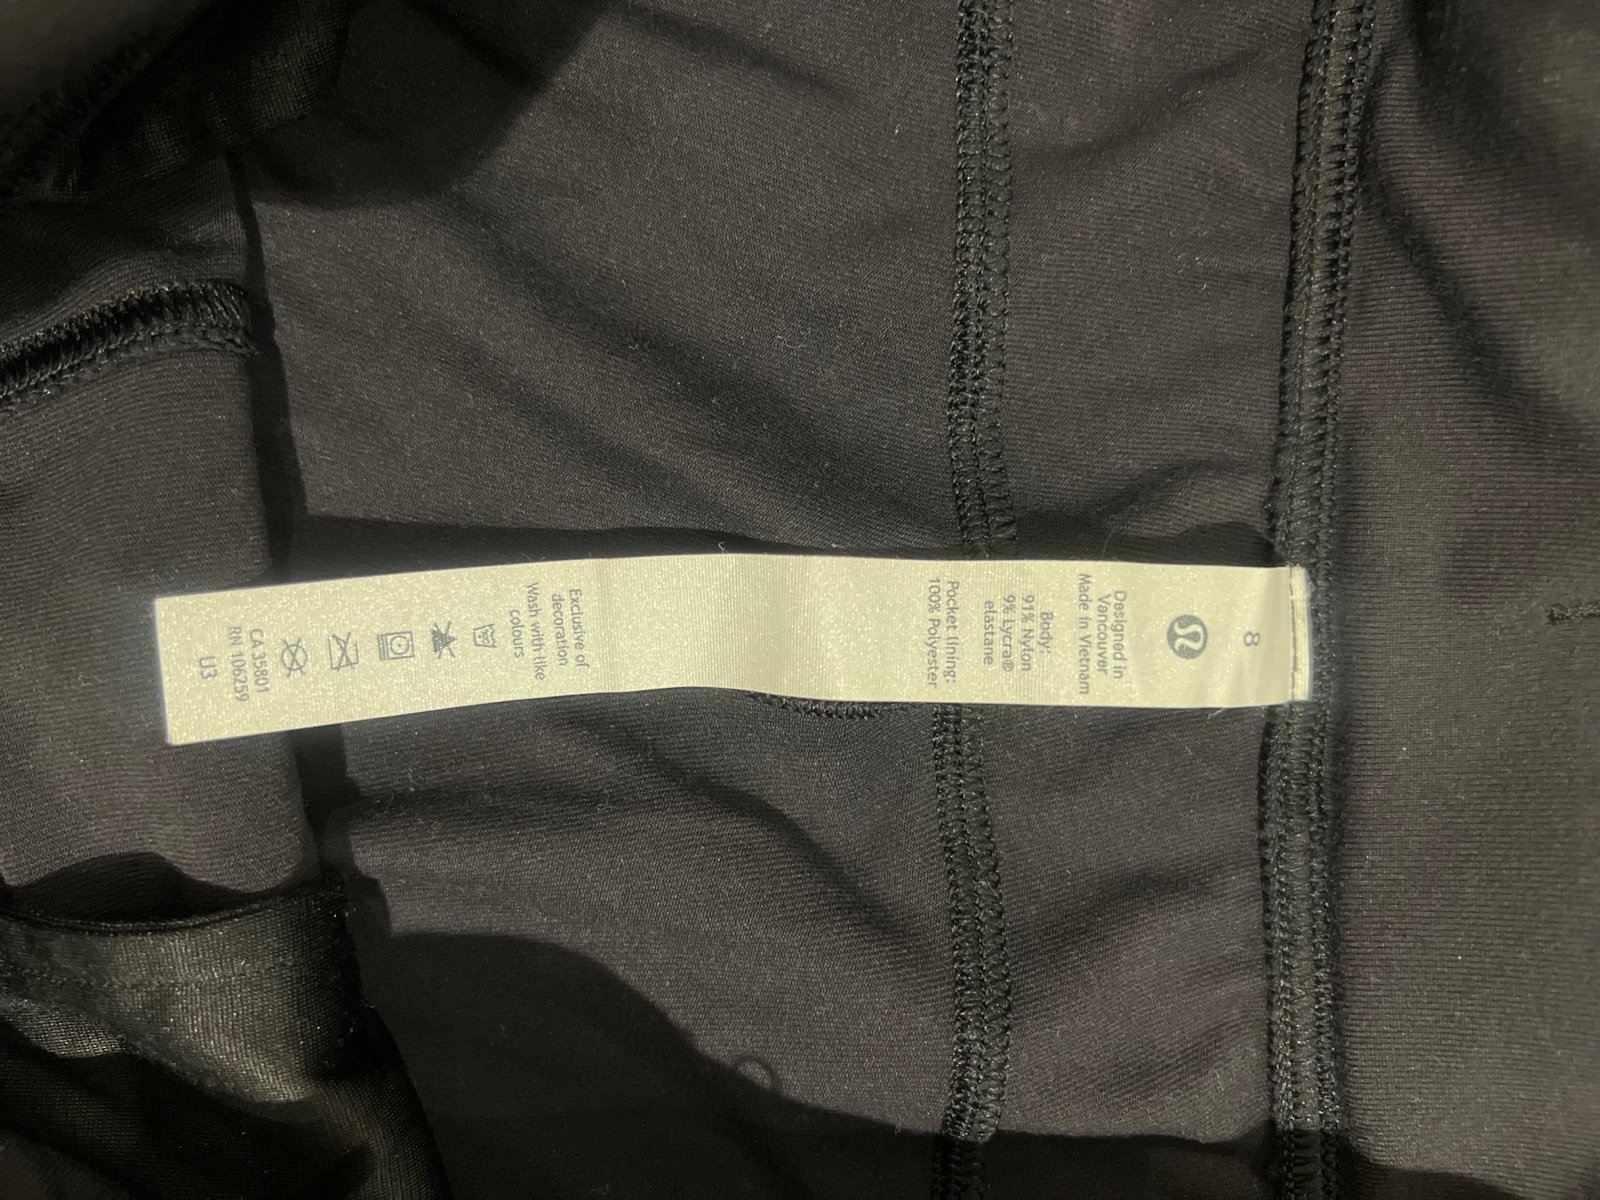 8
Designed in
Vancouver
Made in Vietnam
Body:
91% Nylon
9% Lycra®
elastane
Pocket lining:
100% Polyester
Exclusive of
decoration
Wash with like
colours
CA 35801
RN 106259
U3